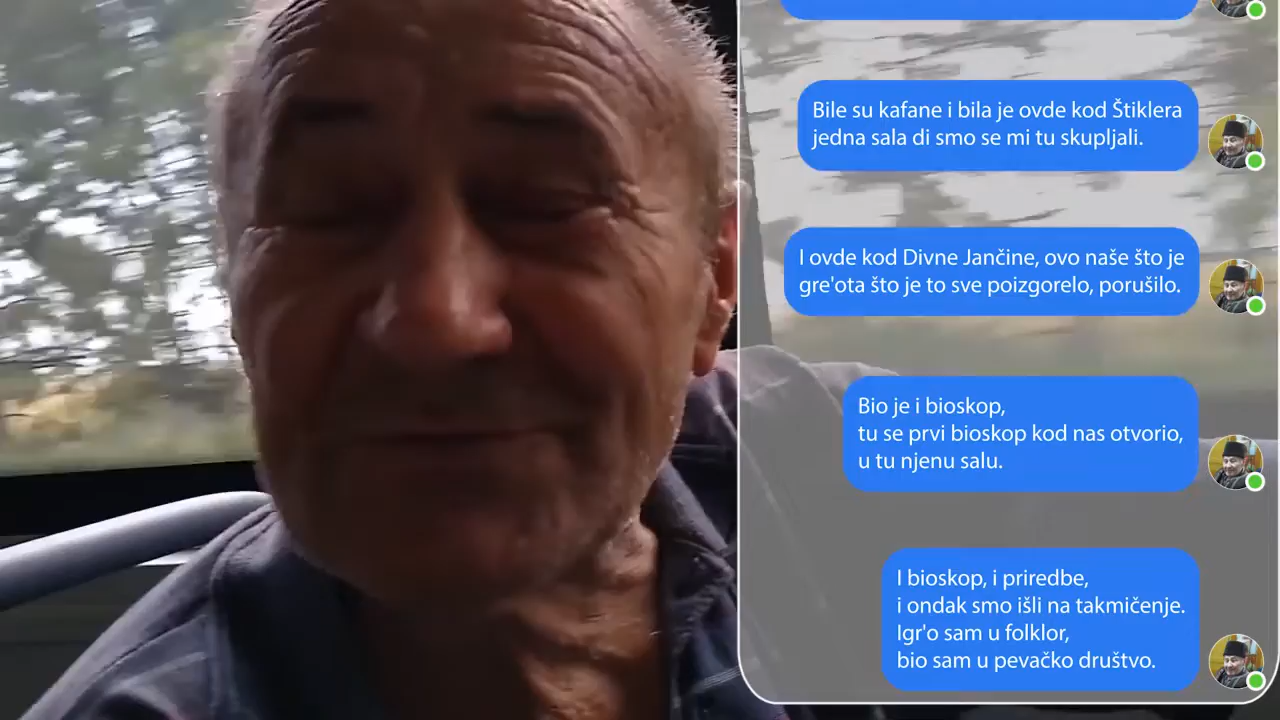 Bile su kafane i bila je ovde kod Štiklera
jedna sala di smo se mi tu skupljali.
I ovde kod Divne Jančine, ovo naše što je
gre'ota što je to sve poizgorelo, porušilo.
Bio je i bioskop,
tu se prvi bioskop kod nas otvorio,
u tu njenu salu.
I bioskop, i priredbe,
i ondak smo išli na takmičenje.
Igr'o sam u folklor,
bio sam u pevačko društvo.